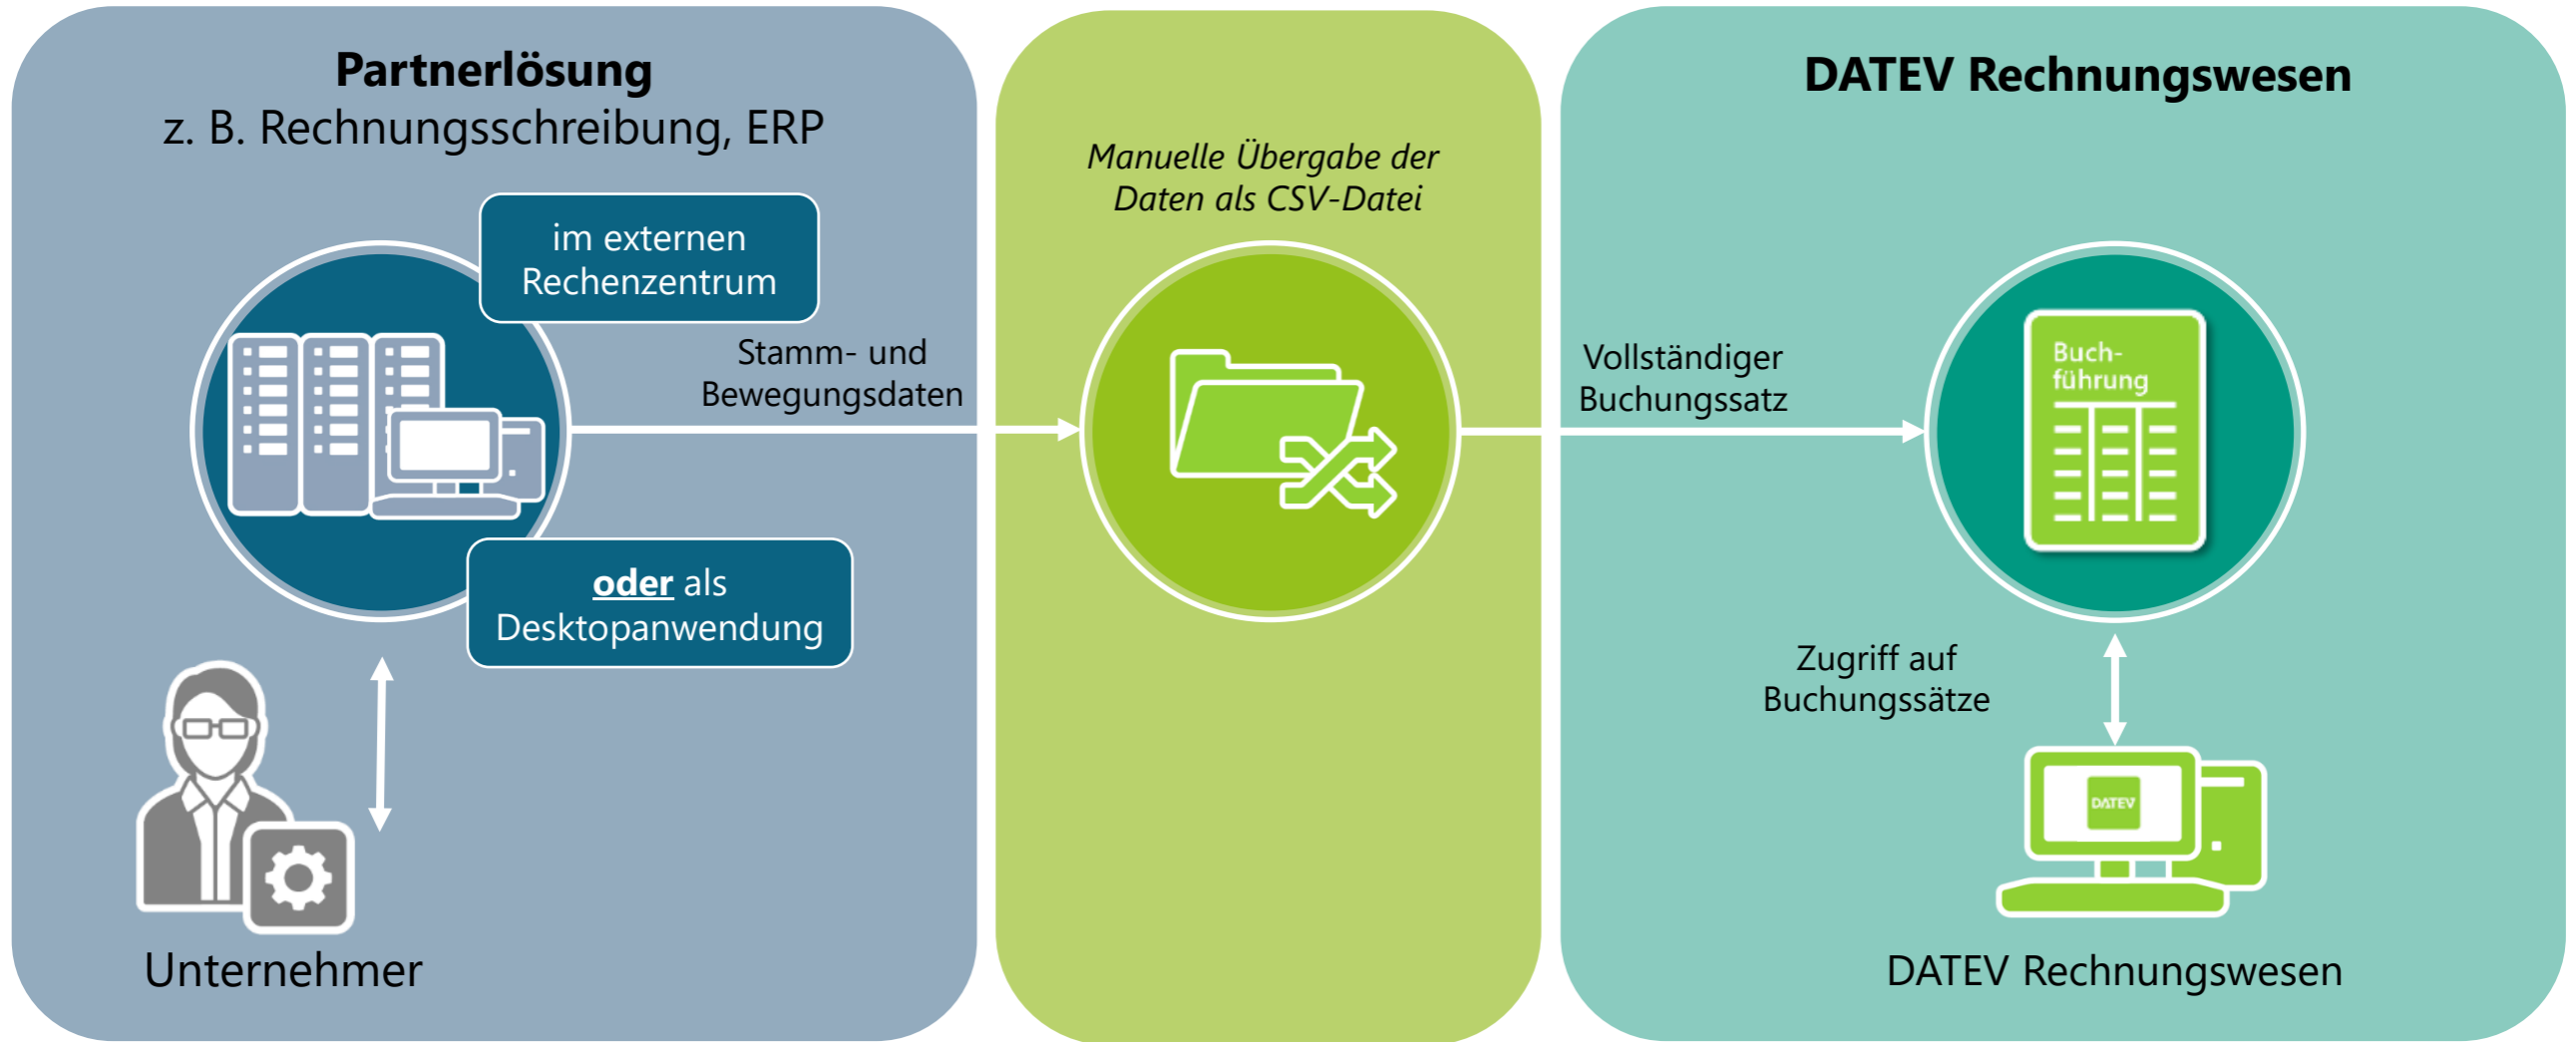 Partnerlösung
z. B. Rechnungsschreibung, ERP
im externen
Rechenzentrum
Stamm- und
Bewegungsdaten
oder als
Desktopanwendung
Unternehmer
Manuelle Übergabe der
Daten als CSV-Datei
DATEV Rechnungswesen
Vollständiger
Buchungssatz
Buch-
führung
Zugriff auf
Buchungssätze
DATEV
DATEV Rechnungswesen